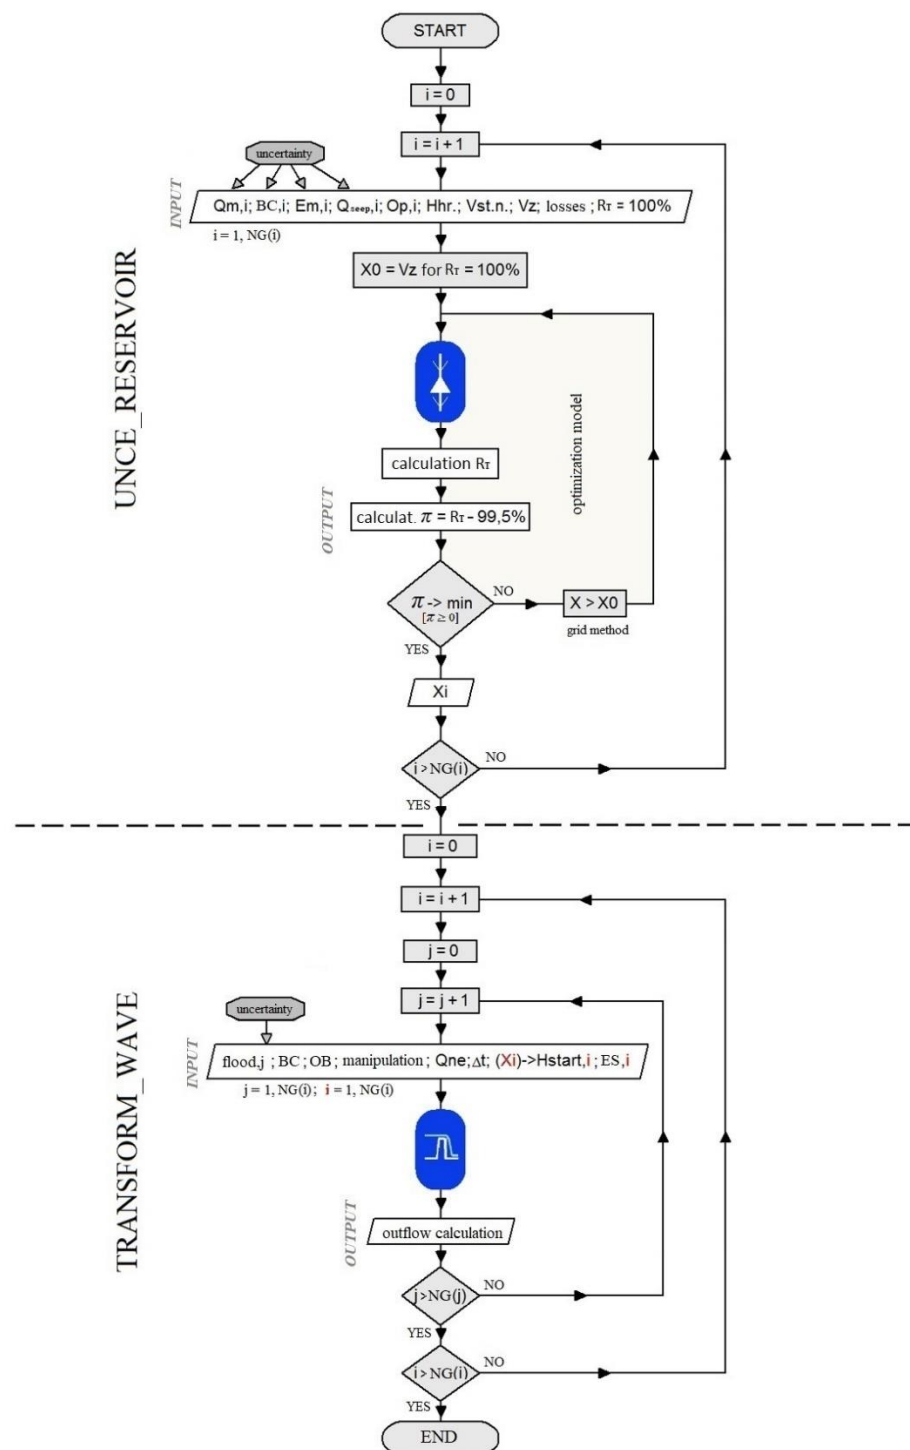 START
i = 0
i = i + 1
uncertainty
INPUT
Qm,i; BC,i; Em,i; Qseep,i; Op,i; Hhr.; Vst.n.; Vz; losses ; RT = 100%
i = 1, NG(i)
X0 = Vz for RT = 100%
UNCE_RESERVOIR
optimization model
calculation RT
OUTPUT
calculat. π = RT - 99,5%
π -> min
[π ≥ 0]
NO
X > X0
grid method
YES
Xi
i > NG(i)
NO
YES
i = 0
i = i + 1
j = 0
j = j + 1
TRANSFORM_WAVE
uncertainty
INPUT
flood,j ; BC ; OB ; manipulation ; Qne;Δt; (Xi)->Hstart,i ; ES,i
j = 1, NG(i) ; i = 1, NG(i)
OUTPUT
outflow calculation
j>NG(j)
NO
YES
i > NG(i)
NO
YES
END